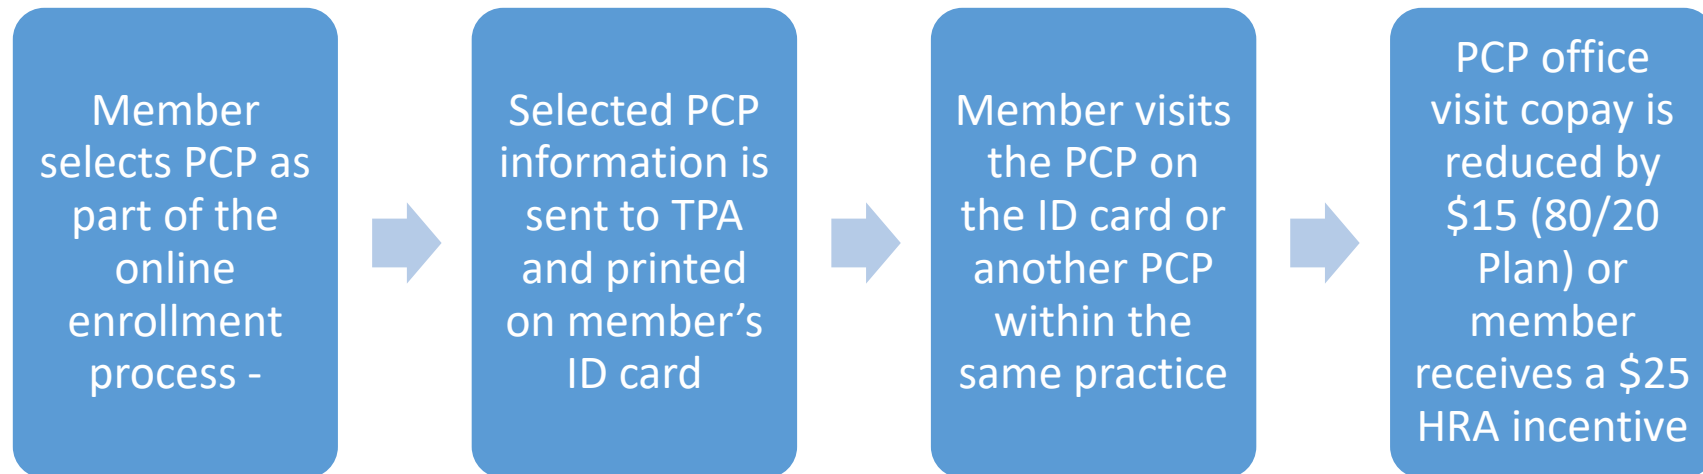 Member
selects PCP as
part of the
online
enrollment
process -
Selected PCP
information is
sent to TPA
and printed
on member’s
ID card
Member visits
the PCP on
the ID card or
another PCP
within the
same practice
PCP office
visit copay is
reduced by
$15 (80/20
Plan) or
member
receives a $25
HRA incentive